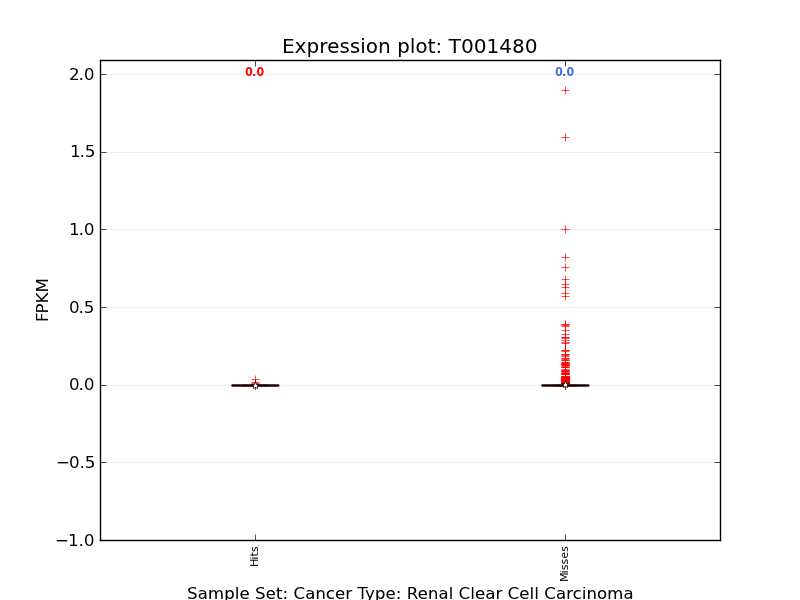 Expression plot: T001480
0.0 0.0
2.0
1.5
1.0
0.5
0.0
−0.5
−1.0
FPKM
Hits Misses
Sample Set: Cancer Type: Renal Clear Cell Carcinoma